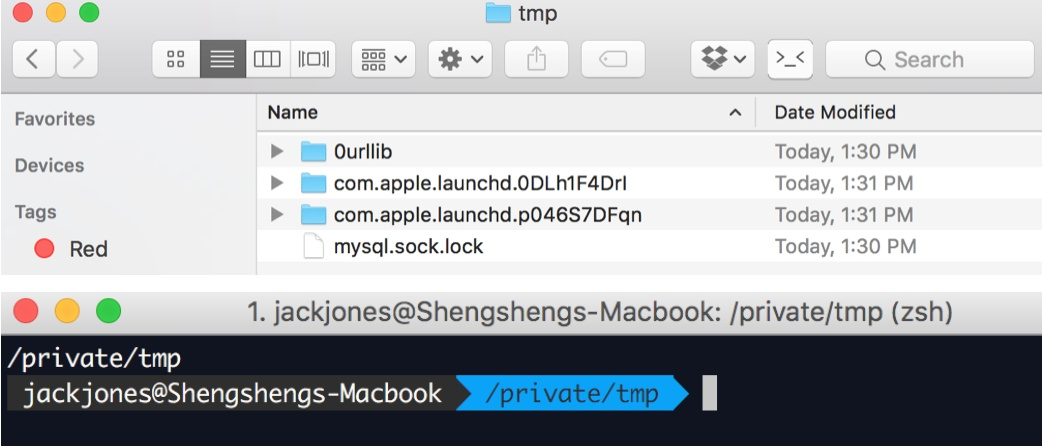 tmp
>_<
Search
Favorites
Devices
Tags
Red
Name
Date Modified
0urllib
Today, 1:30 PM
com.apple.launchd.0DLh1F4DrI
Today, 1:31 PM
com.apple.launchd.p046S7DFqn
Today, 1:31 PM
mysql.sock.lock
Today, 1:30 PM
1. jackjones@Shengshengs-Macbook: /private/tmp (zsh)
/private/tmp
jackjones@Shengshengs-Macbook /private/tmp